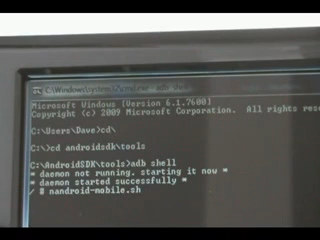 C:\Windows\system32\cmd.exe - adb shell
Microsoft Windows [Version 6.1.7600]
Copyright (c) 2009 Microsoft Corporation. All rights rese
C:\Users\Dave>cd\
C:\>cd androidsdk\tools
C:\AndroidSDK\tools>adb shell
* daemon not running. starting it now *
* daemon started successfully *
/ # nandroid-mobile.sh